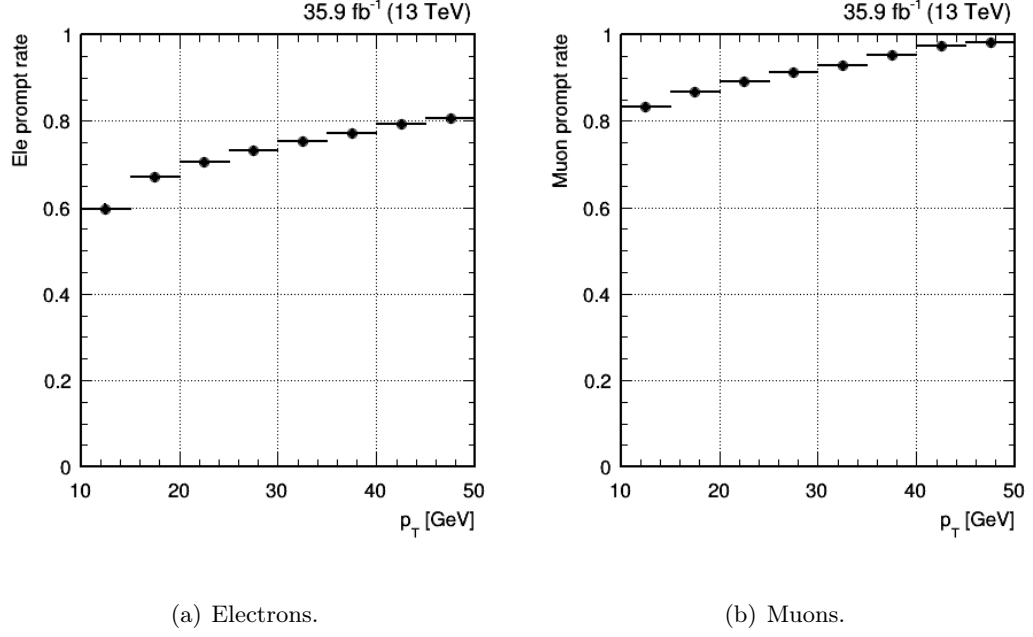 35.9 fb⁻¹ (13 TeV)
Ele prompt rate
1
0.8
0.6
0.4
0.2
0
10 20 30 40 50
p_T [GeV]
(a) Electrons.
35.9 fb⁻¹ (13 TeV)
Muon prompt rate
1
0.8
0.6
0.4
0.2
0
10 20 30 40 50
p_T [GeV]
(b) Muons.